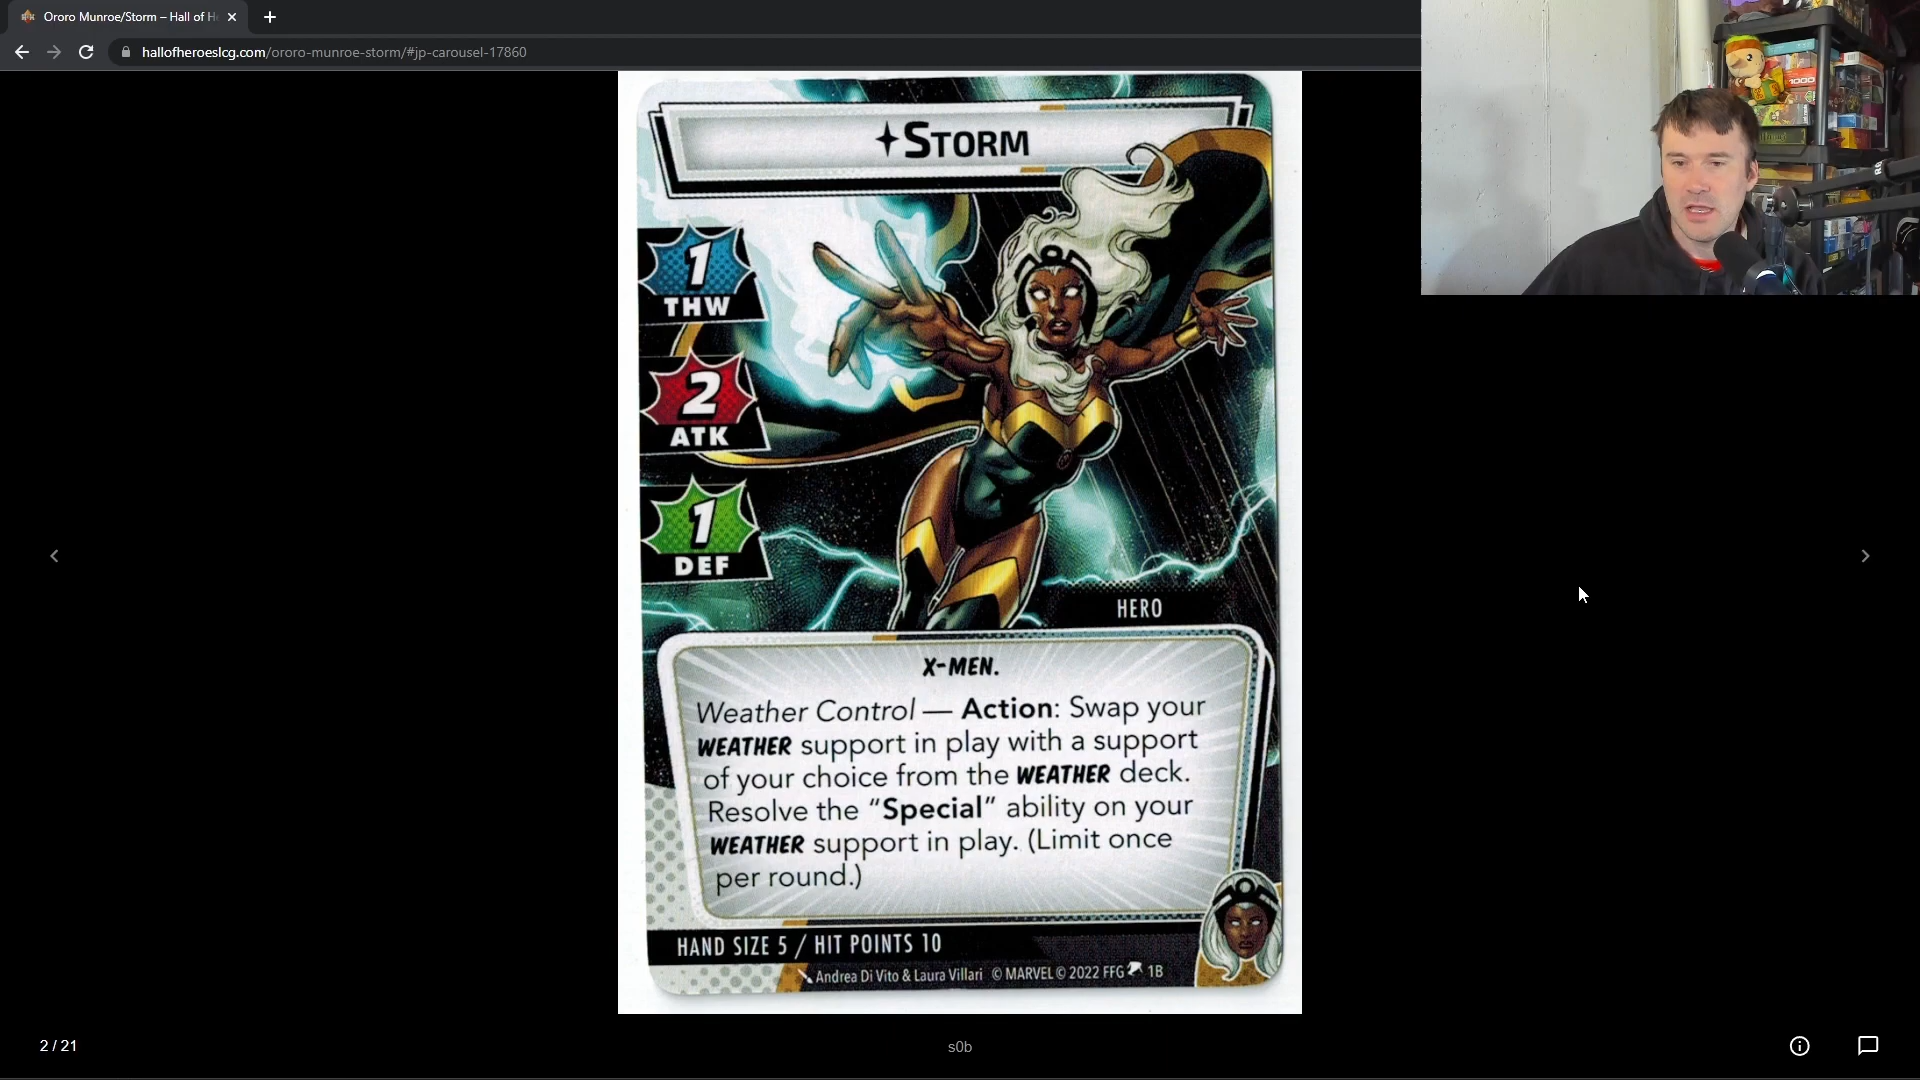 Ororo Munroe/Storm – Hall of H
hallofheroeslcg.com/ororo-munroe-storm/#jp-carousel-17860
STORM
1
THW
2
ATK
1
DEF
HERO
X-MEN.
Weather Control — Action: Swap your
WEATHER support in play with a support
of your choice from the WEATHER deck.
Resolve the “Special” ability on your
WEATHER support in play. (Limit once
per round.)
HAND SIZE 5 / HIT POINTS 10
Andrea Di Vito & Laura Villari © MARVEL © 2022 FFG 1B
2 / 21
s0b